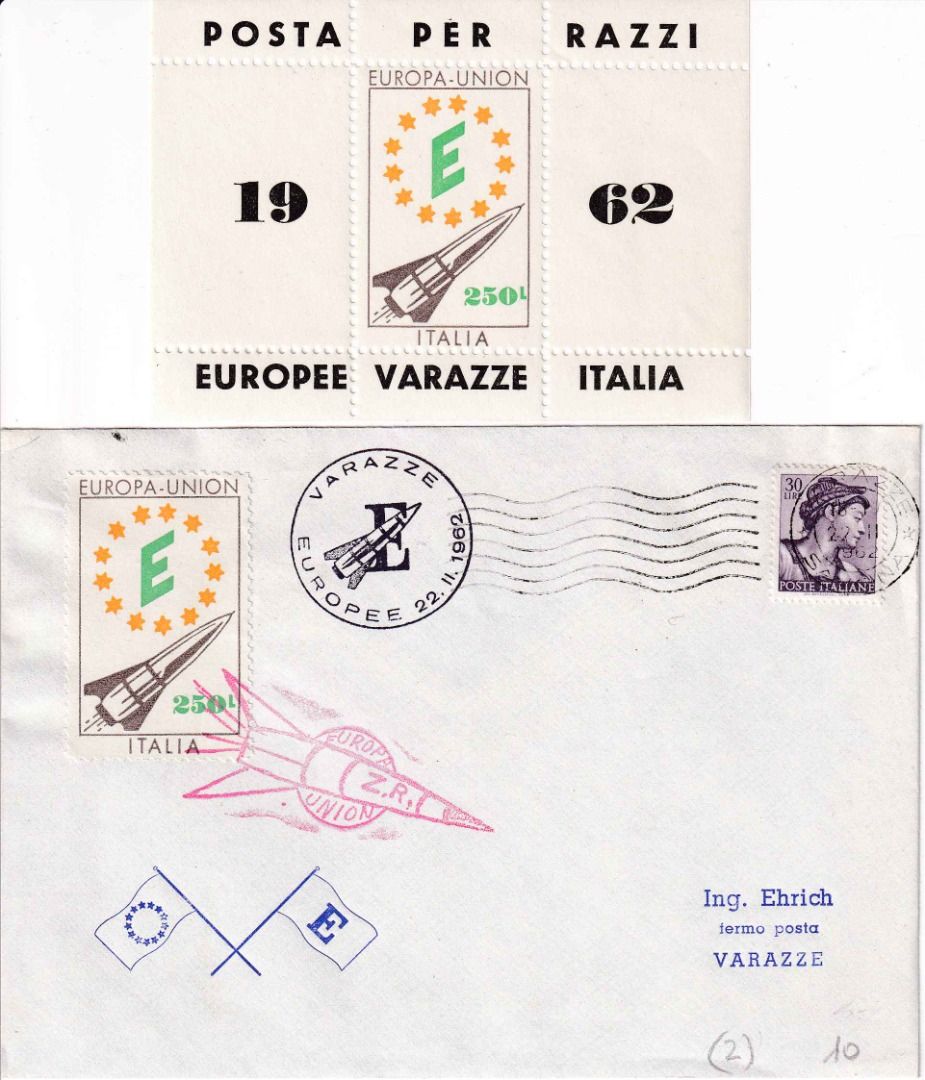 POSTA PER RAZZI
EUROPA-UNION
E
19 62
250L
ITALIA
EUROPEE VARAZZE ITALIA
EUROPA-UNION
E
250L
ITALIA
VARAZZE
E
EUROPEE 22.II.1962
30
LIRE
POSTE ITALIANE
EUROPA
Z.R.
UNION
E
Ing. Ehrich
fermo posta
VARAZZE
(2) 10